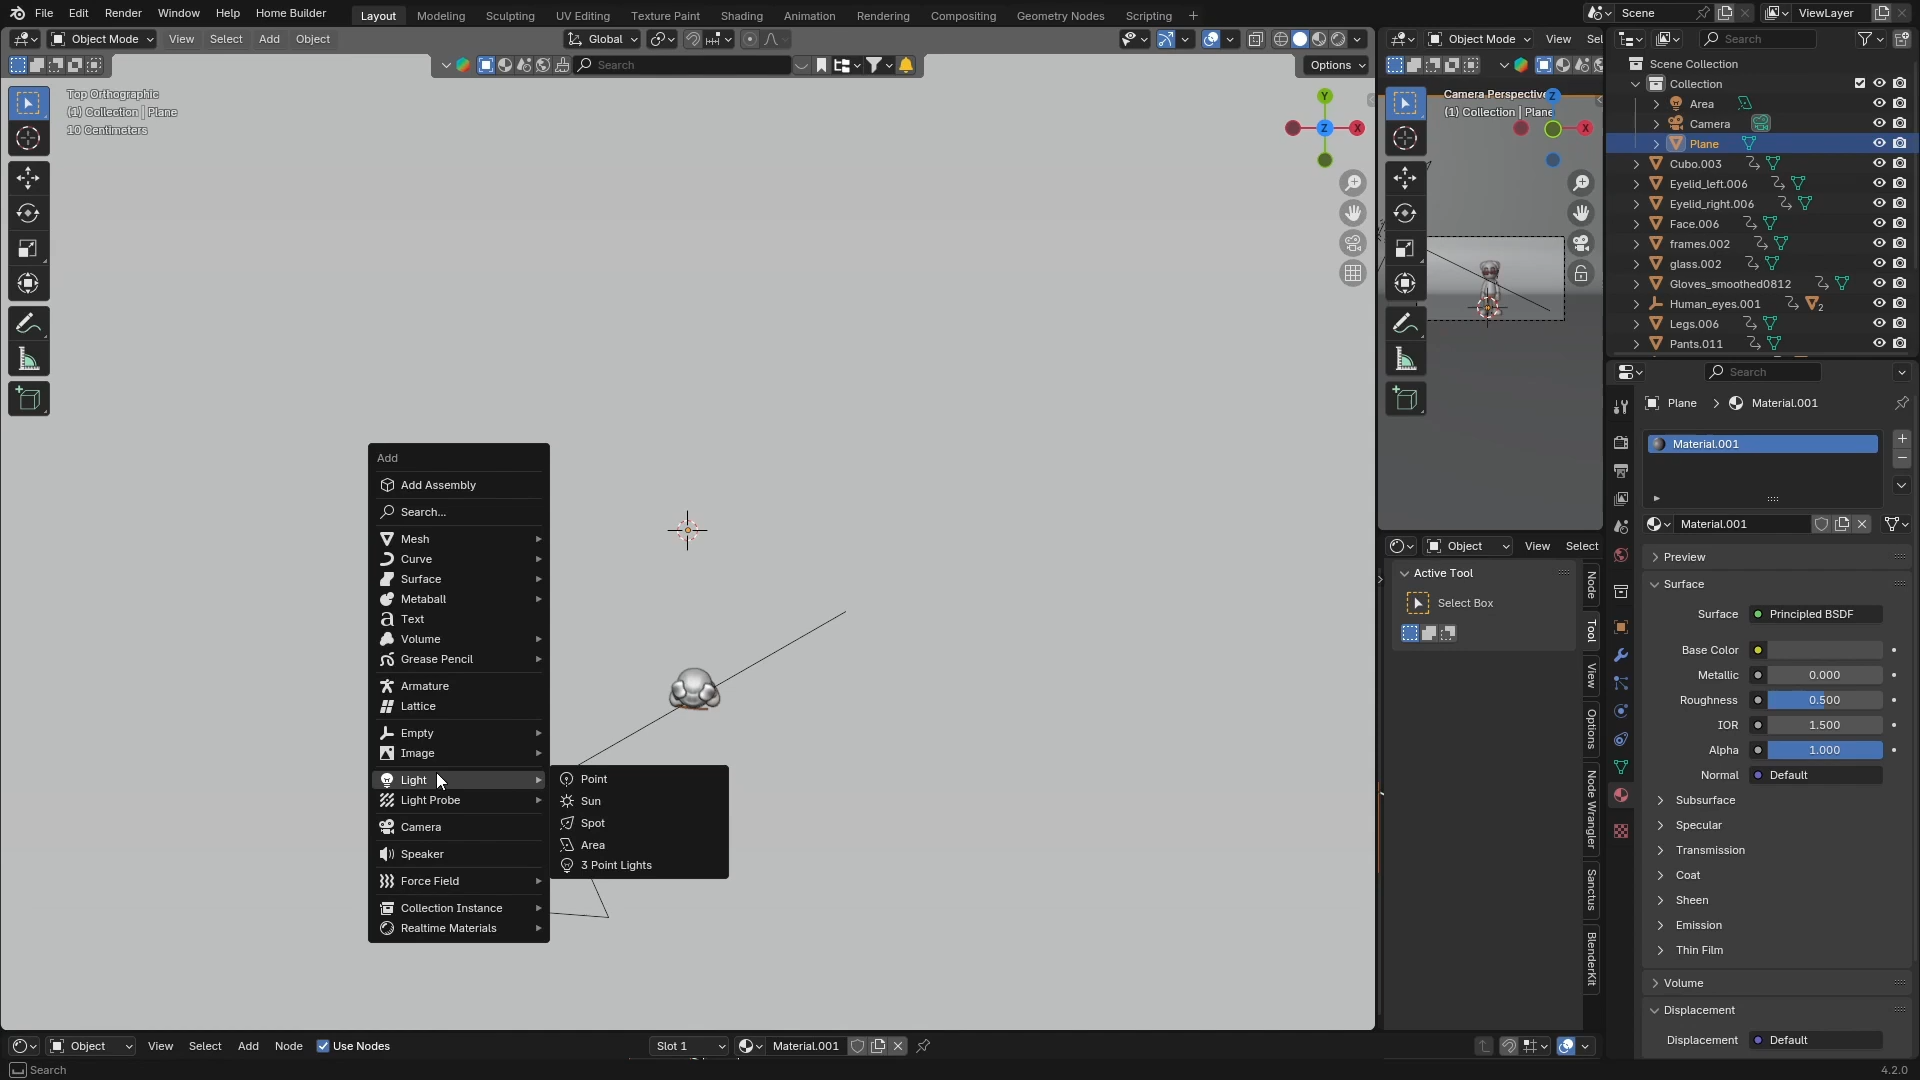 File Edit Render Window Help Home Builder Layout Modeling Sculpting UV Editing Texture Paint Shading Animation Rendering Compositing Geometry Nodes Scripting Scene ViewLayer
Object Mode View Select Add Object Global Object Mode View Sel Search
Search Options
Scene Collection
Collection
Area
Camera
Plane
Cubo.003
Eyelid_left.006
Eyelid_right.006
Face.006
frames.002
glass.002
Gloves_smoothed0812
Human_eyes.001 2
Legs.006
Pants.011
Top Orthographic
(1) Collection | Plane
10 Centimeters
Y
X
Z
Camera Perspective
(1) Collection | Plane
Z
X
Add
Add Assembly
Search...
Mesh
Curve
Surface
Metaball
Text
Volume
Grease Pencil
Armature
Lattice
Empty
Image
Light
Light Probe
Camera
Speaker
Force Field
Collection Instance
Realtime Materials
Point
Sun
Spot
Area
3 Point Lights
Object View Select
Active Tool
Select Box
Node
Tool
View
Options
Node Wrangler
Sanctus
BlenderKit
Search
Plane Material.001
Material.001
Material.001
Preview
Surface
Surface Principled BSDF
Base Color
Metallic 0.000
Roughness 0.500
IOR 1.500
Alpha 1.000
Normal Default
Subsurface
Specular
Transmission
Coat
Sheen
Emission
Thin Film
Volume
Displacement
Displacement Default
Object View Select Add Node Use Nodes Slot 1 Material.001
Search 4.2.0